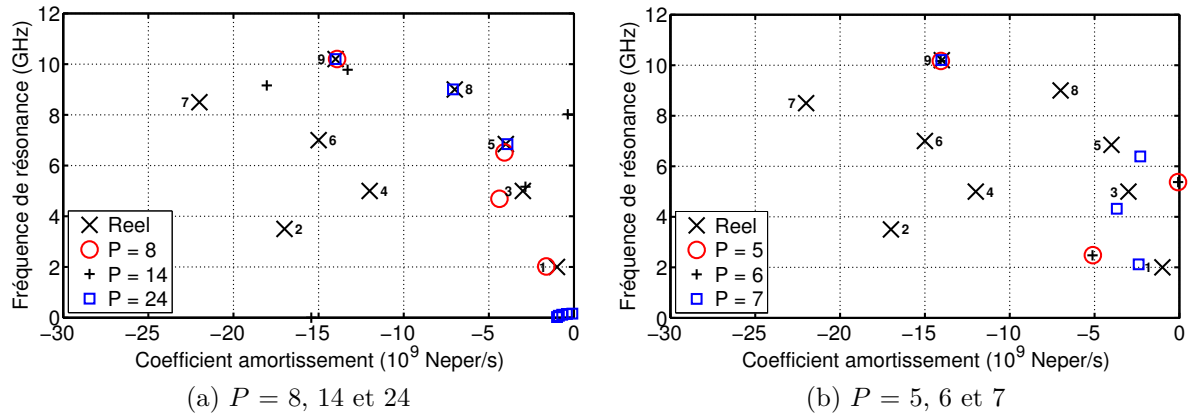 12
10
8
6
4
2
0
Fréquence de résonance (GHz)
9
8
7
6
5
4
3
2
1
Reel
P = 8
P = 14
P = 24
−30 −25 −20 −15 −10 −5 0
Coefficient amortissement (10⁹ Neper/s)
(a) P = 8, 14 et 24
12
10
8
6
4
2
0
Fréquence de résonance (GHz)
9
8
7
6
5
4
3
2
1
Reel
P = 5
P = 6
P = 7
−30 −25 −20 −15 −10 −5 0
Coefficient amortissement (10⁹ Neper/s)
(b) P = 5, 6 et 7